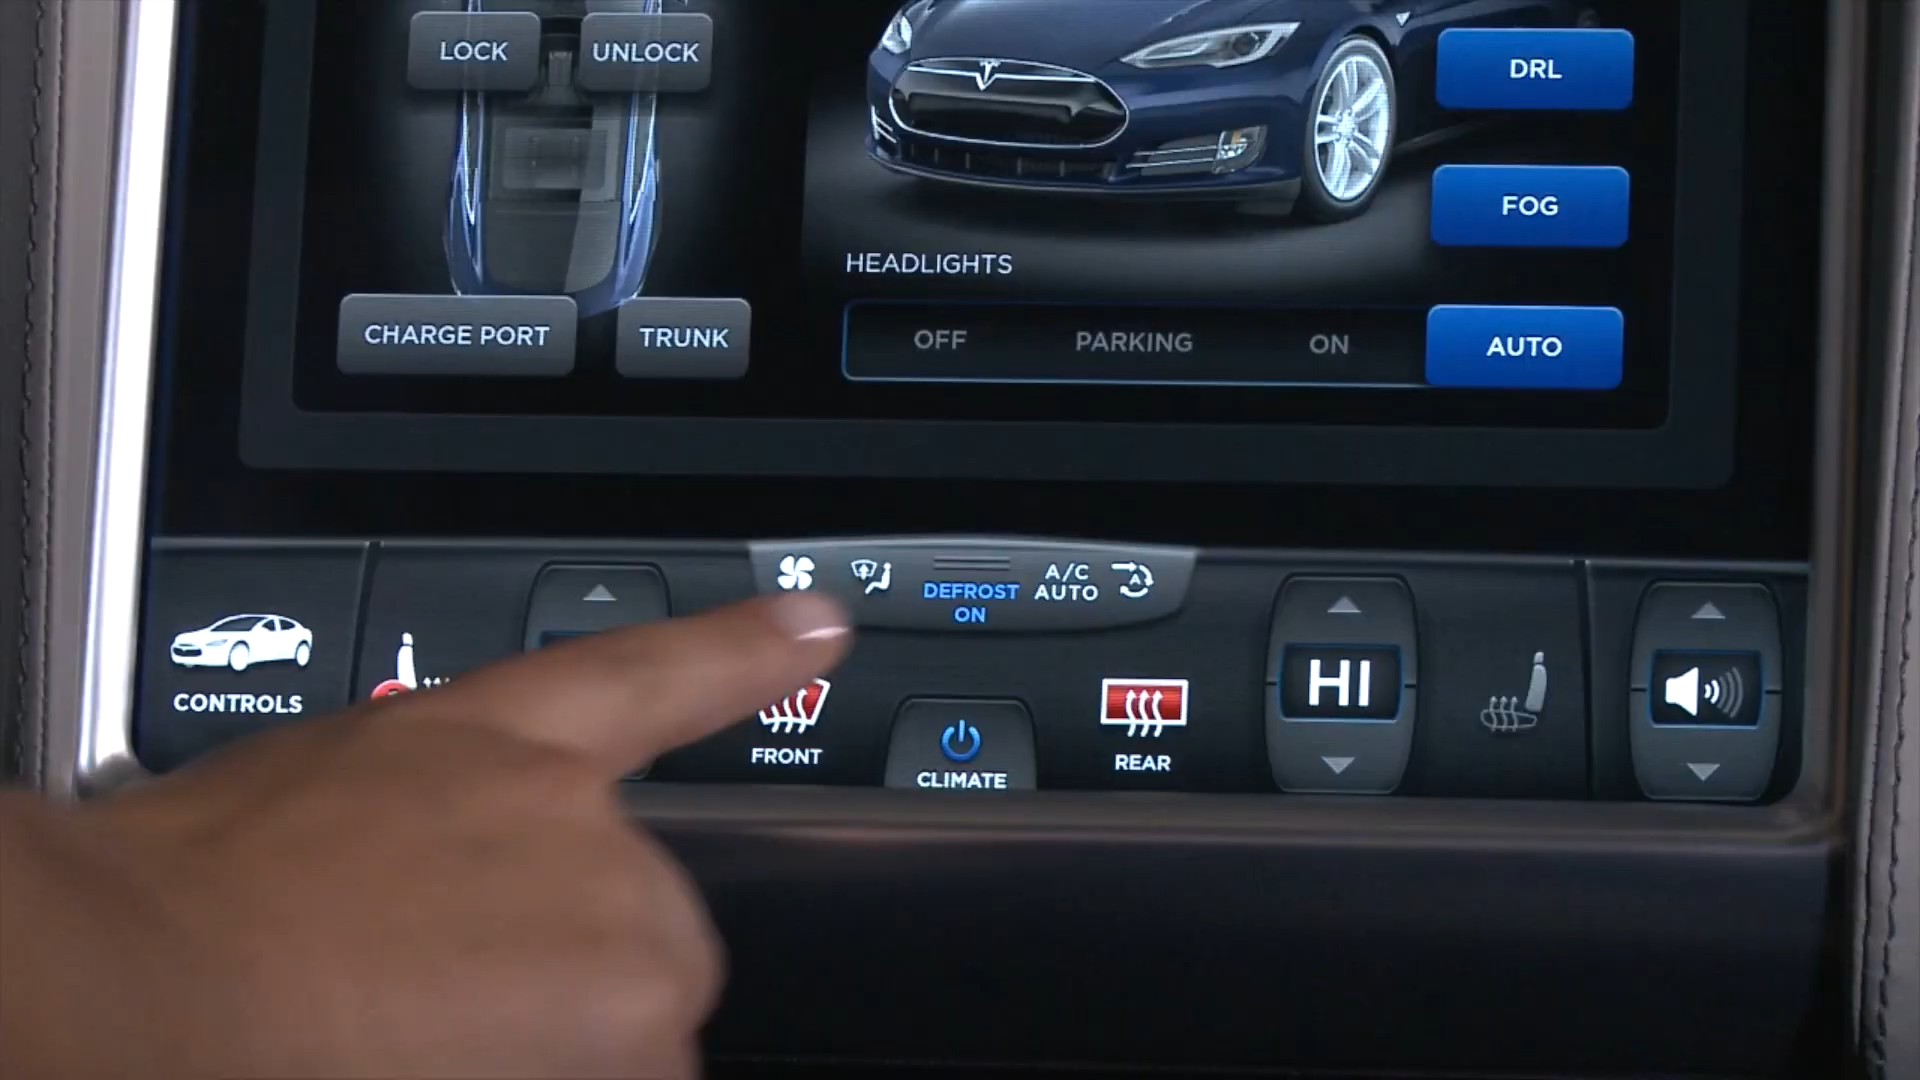 LOCK
UNLOCK
CHARGE PORT
TRUNK
DRL
FOG
HEADLIGHTS
OFF
PARKING
ON
AUTO
DEFROST
ON
A/C
AUTO
A
CONTROLS
FRONT
CLIMATE
REAR
HI